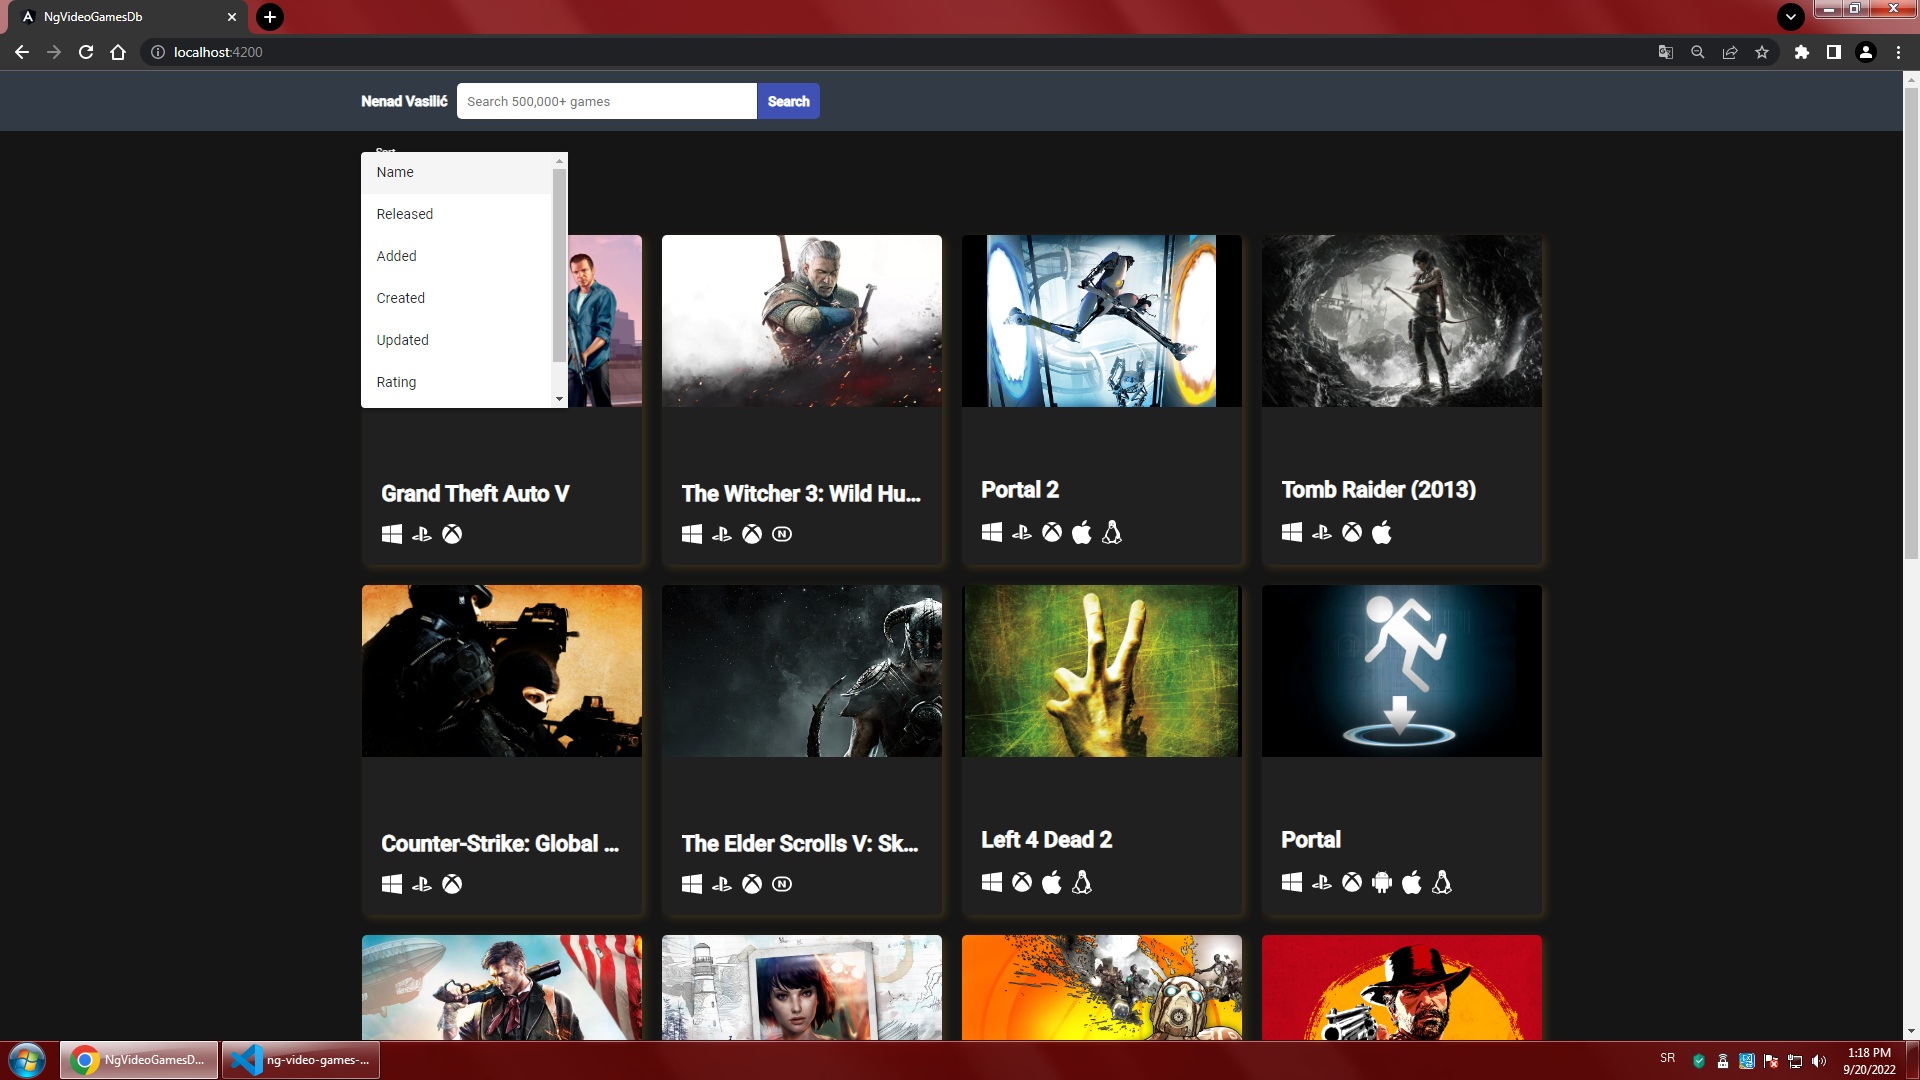 NgVideoGamesDb
localhost:4200
Nenad Vasilić
Search 500,000+ games
Search
Sort
Name
Released
Added
Created
Updated
Rating
Grand Theft Auto V
The Witcher 3: Wild Hu...
Portal 2
Tomb Raider (2013)
Counter-Strike: Global ...
The Elder Scrolls V: Sk...
Left 4 Dead 2
Portal
NgVideoGamesD...
ng-video-games-...
SR
1:18 PM
9/20/2022